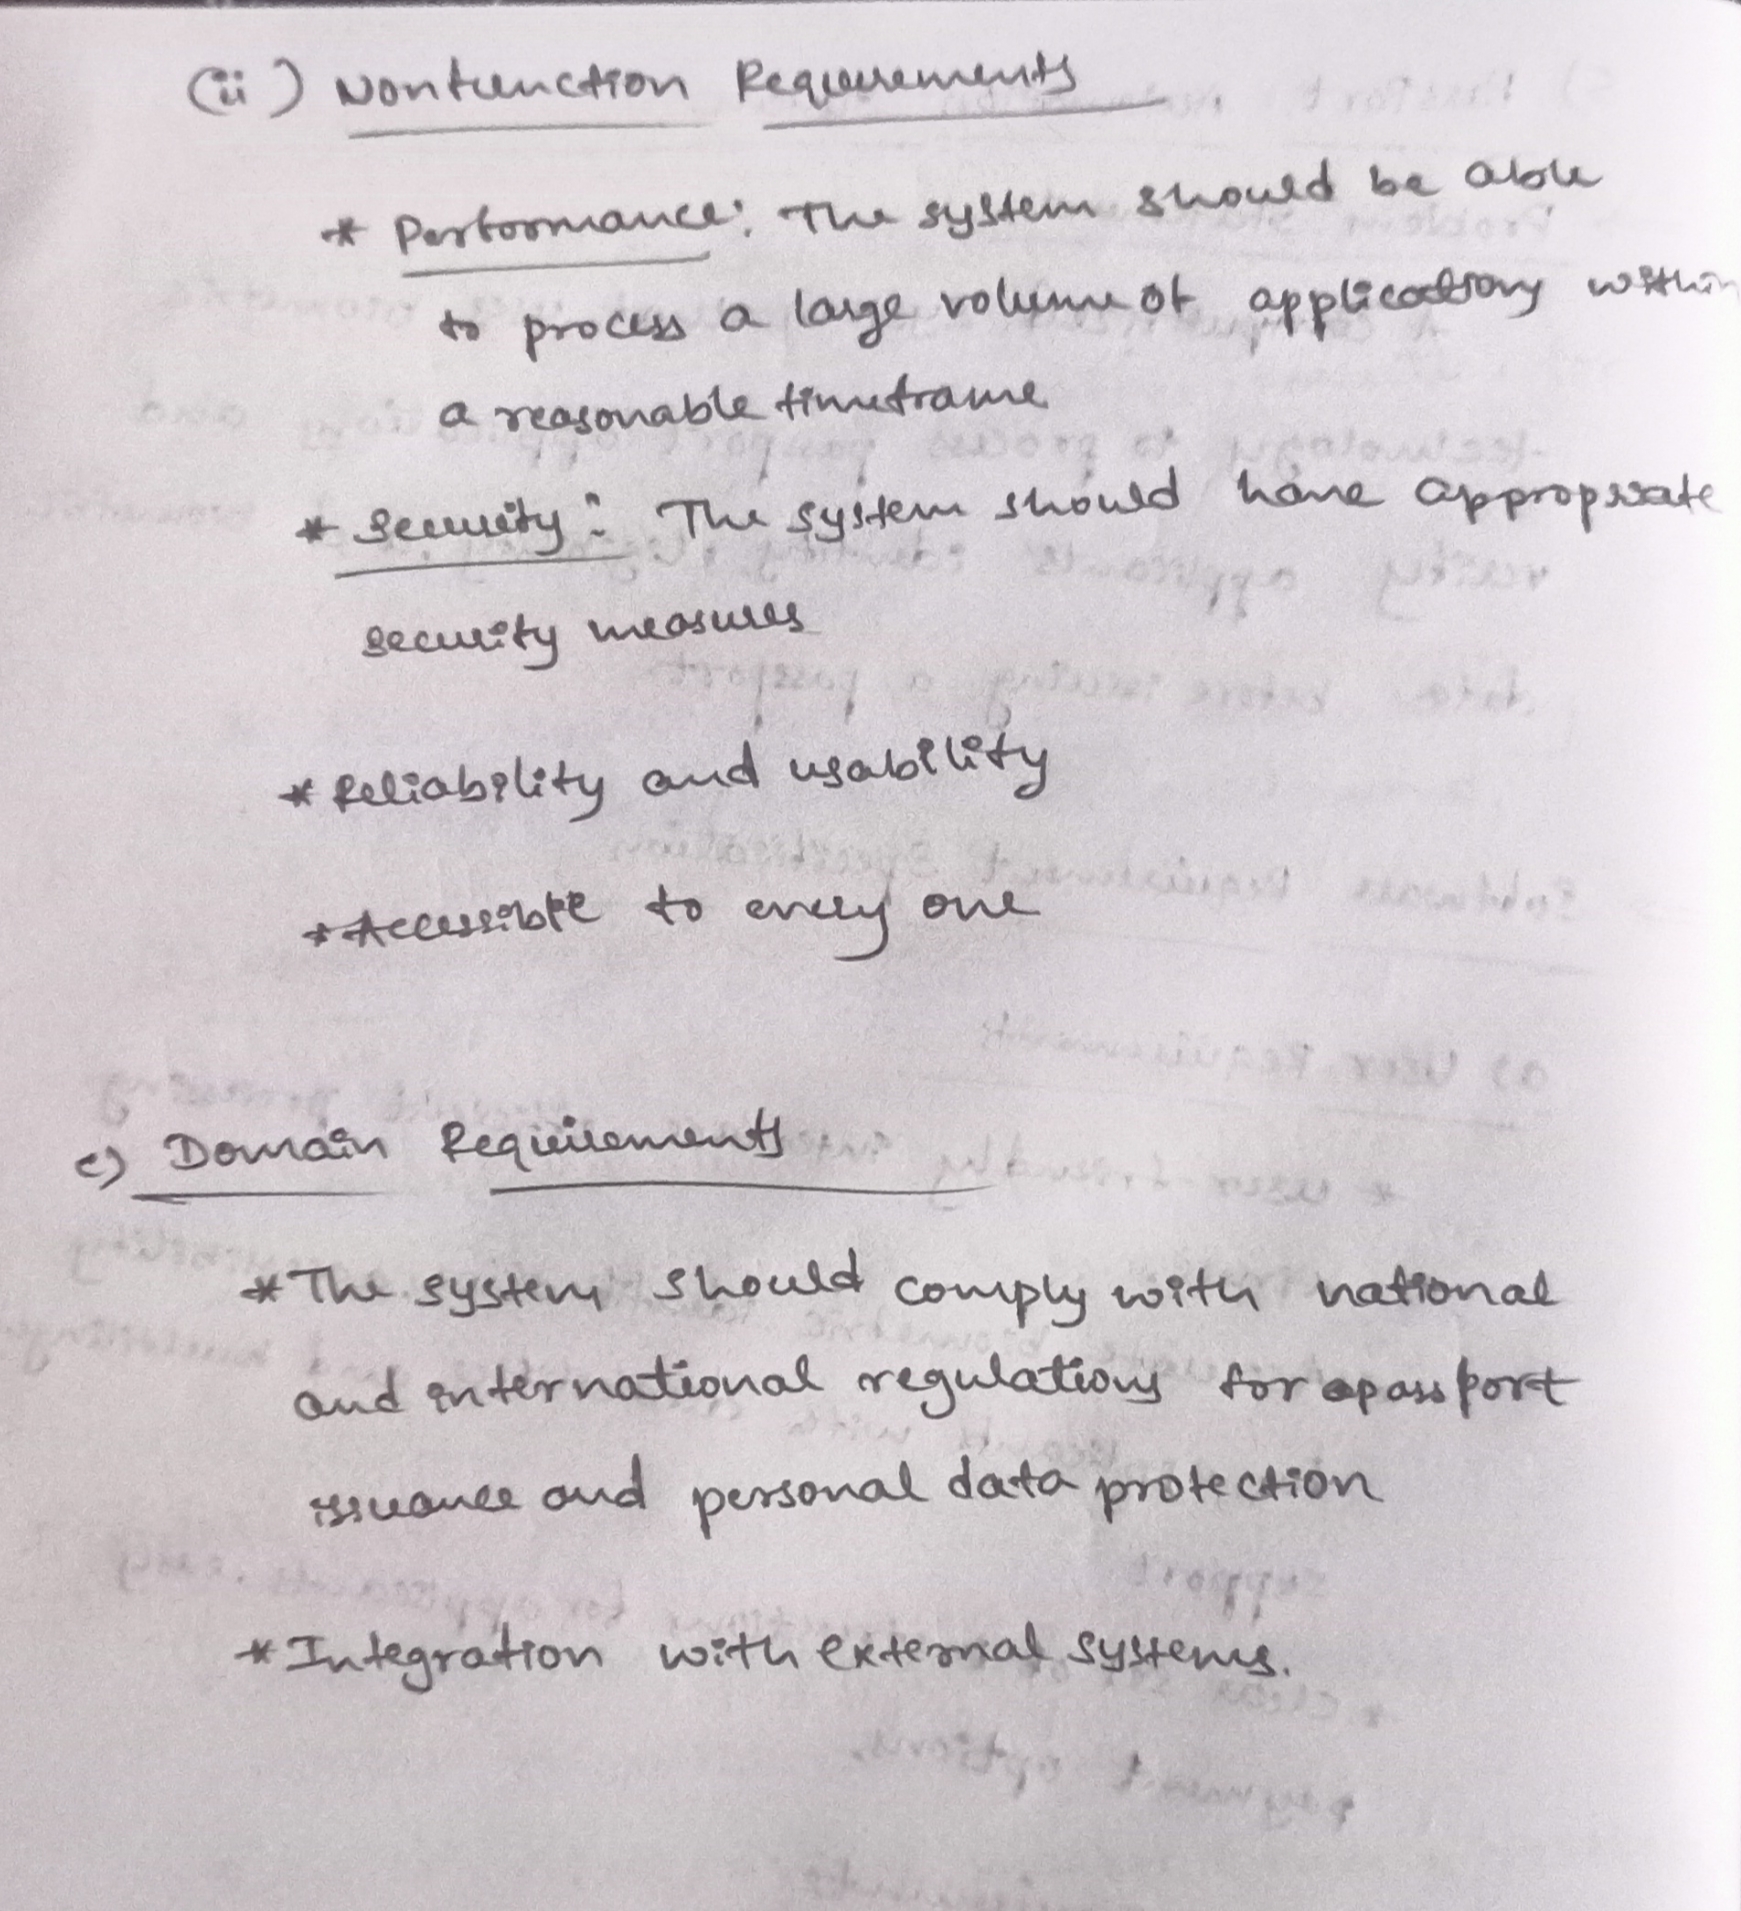 (ii) Nonfunction Requirements
* Performance: The system should be able
to process a large volume of applications within
a reasonable timeframe
* Security: The system should have appropriate
security measures
* Reliability and usability
* Accessible to every one
c) Domain Requirements
* The system should comply with national
and international regulations for passport
issuance and personal data protection
* Integration with external systems.